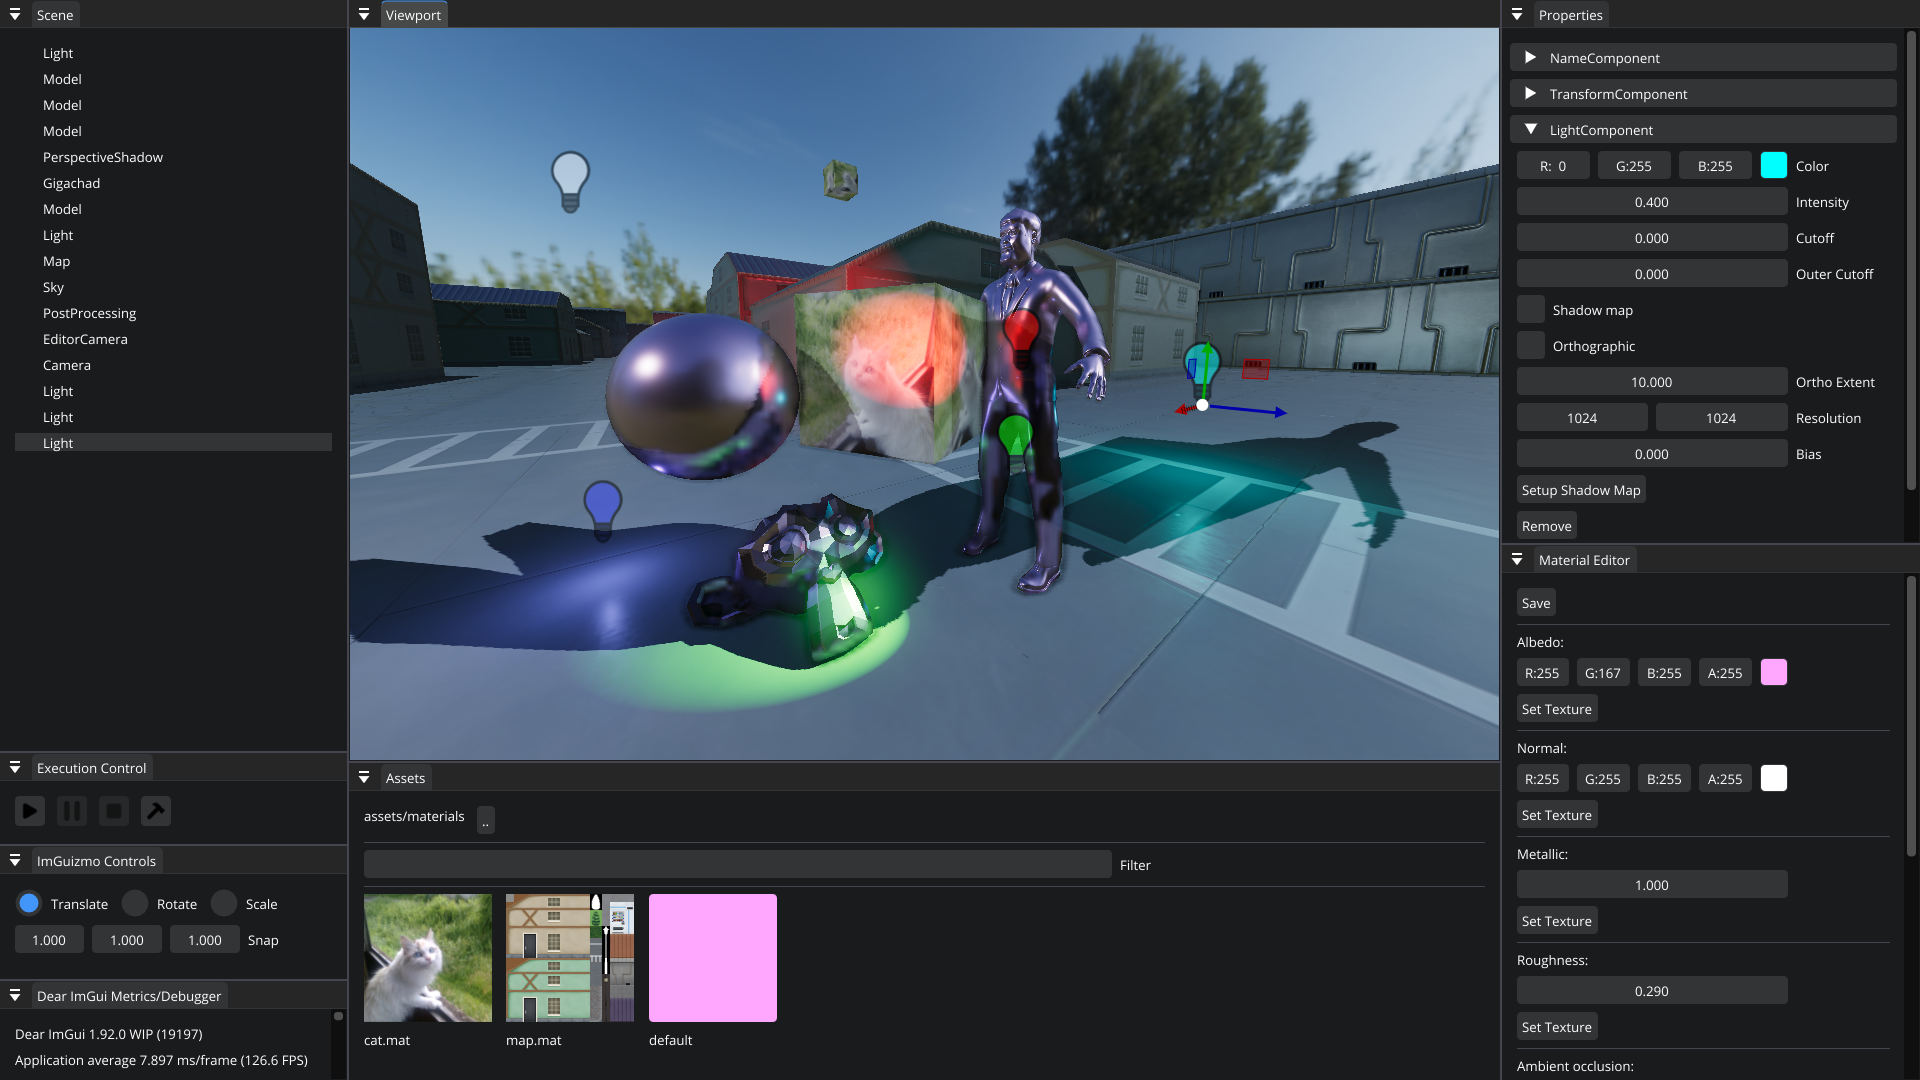 Scene
Light
Model
Model
Model
PerspectiveShadow
Gigachad
Model
Light
Map
Sky
PostProcessing
EditorCamera
Camera
Light
Light
Light
Execution Control
ImGuizmo Controls
Translate Rotate Scale
1.000 1.000 1.000 Snap
Dear ImGui Metrics/Debugger
Dear ImGui 1.92.0 WIP (19197)
Application average 7.897 ms/frame (126.6 FPS)
Viewport
Assets
assets/materials ..
Filter
cat.mat map.mat default
Properties
NameComponent
TransformComponent
LightComponent
R: 0 G:255 B:255 Color
0.400 Intensity
0.000 Cutoff
0.000 Outer Cutoff
Shadow map
Orthographic
10.000 Ortho Extent
1024 1024 Resolution
0.000 Bias
Setup Shadow Map
Remove
Material Editor
Save
Albedo:
R:255 G:167 B:255 A:255
Set Texture
Normal:
R:255 G:255 B:255 A:255
Set Texture
Metallic:
1.000
Set Texture
Roughness:
0.290
Set Texture
Ambient occlusion: